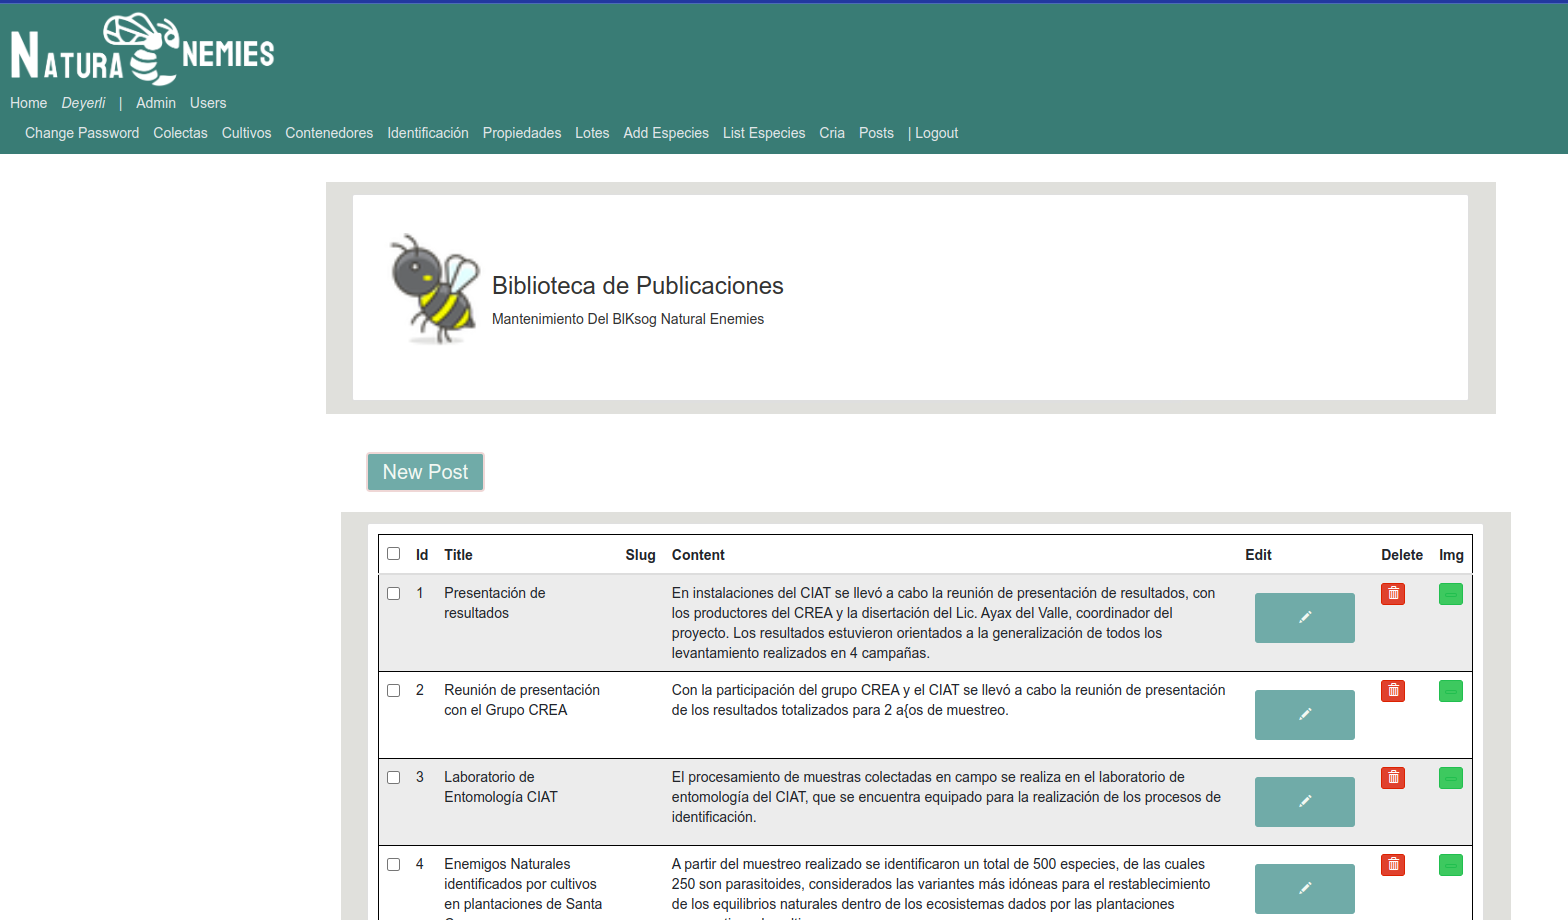 NATURA ENEMIES
Home Deyerli | Admin Users
Change Password Colectas Cultivos Contenedores Identificación Propiedades Lotes Add Especies List Especies Cria Posts | Logout
Biblioteca de Publicaciones
Mantenimiento Del BlKsog Natural Enemies
New Post
Id Title Slug Content Edit Delete Img
1 Presentación de
resultados
En instalaciones del CIAT se llevó a cabo la reunión de presentación de resultados, con
los productores del CREA y la disertación del Lic. Ayax del Valle, coordinador del
proyecto. Los resultados estuvieron orientados a la generalización de todos los
levantamiento realizados en 4 campañas.
2 Reunión de presentación
con el Grupo CREA
Con la participación del grupo CREA y el CIAT se llevó a cabo la reunión de presentación
de los resultados totalizados para 2 a{os de muestreo.
3 Laboratorio de
Entomología CIAT
El procesamiento de muestras colectadas en campo se realiza en el laboratorio de
entomología del CIAT, que se encuentra equipado para la realización de los procesos de
identificación.
4 Enemigos Naturales
identificados por cultivos
en plantaciones de Santa
A partir del muestreo realizado se identificaron un total de 500 especies, de las cuales
250 son parasitoides, considerados las variantes más idóneas para el restablecimiento
de los equilibrios naturales dentro de los ecosistemas dados por las plantaciones